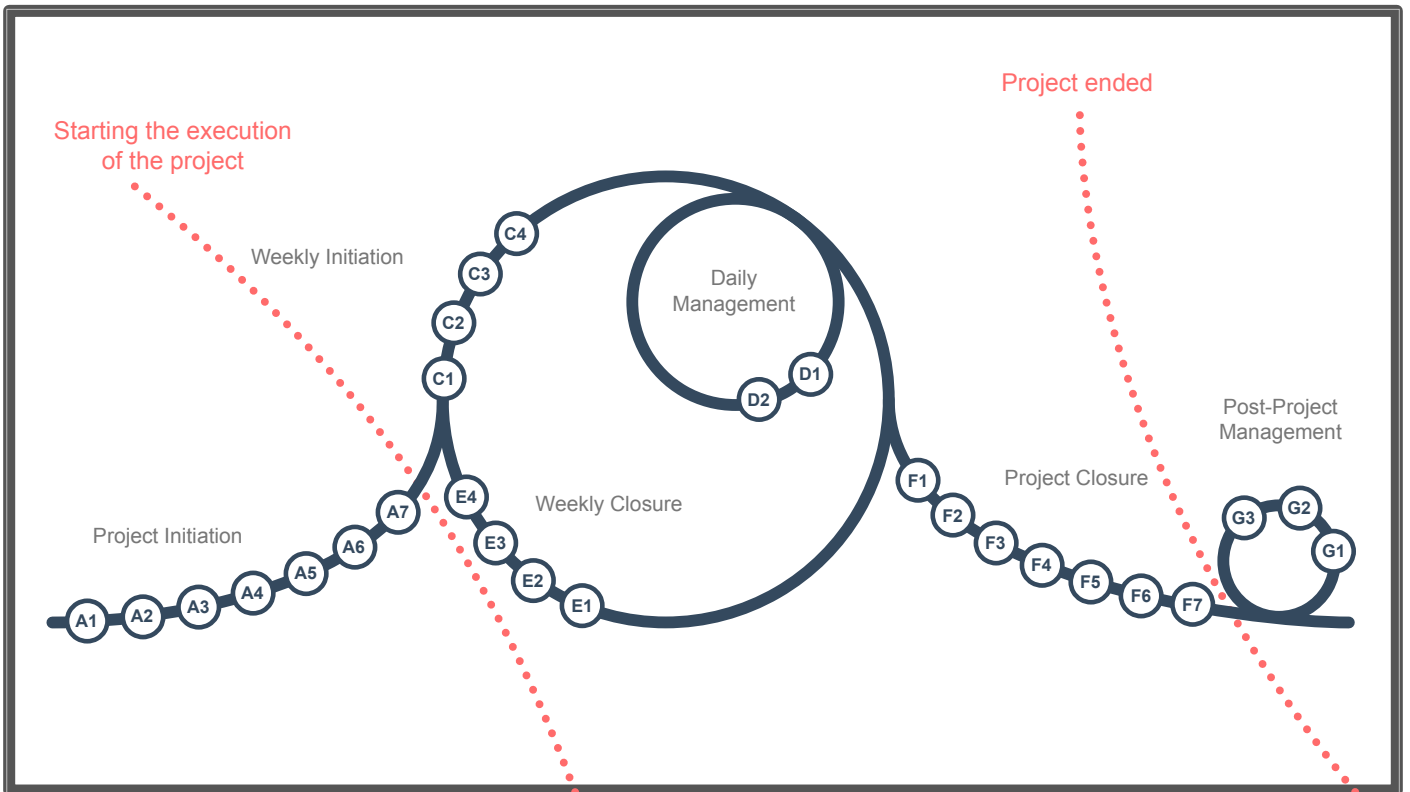 Project ended
Starting the execution
of the project
Weekly Initiation
C4
C3
C2
C1
Daily
Management
D1
D2
Post-Project
Management
Project Closure
Weekly Closure
Project Initiation
A1
A2
A3
A4
A5
A6
A7
E4
E3
E2
E1
F1
F2
F3
F4
F5
F6
F7
G3
G2
G1